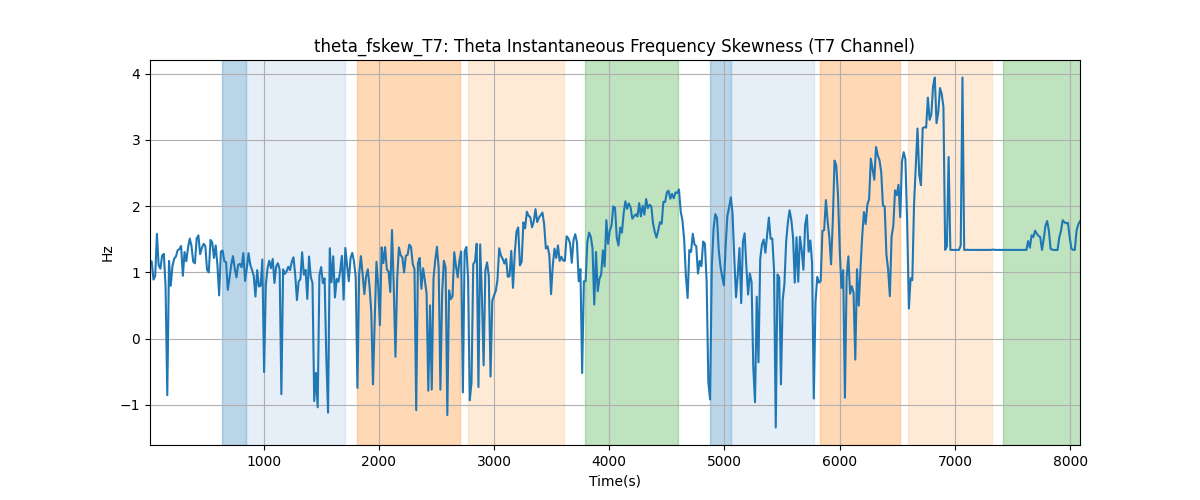 theta_fskew_T7: Theta Instantaneous Frequency Skewness (T7 Channel)
4
3
2
1
0
−1
Hz
1000 2000 3000 4000 5000 6000 7000 8000
Time(s)